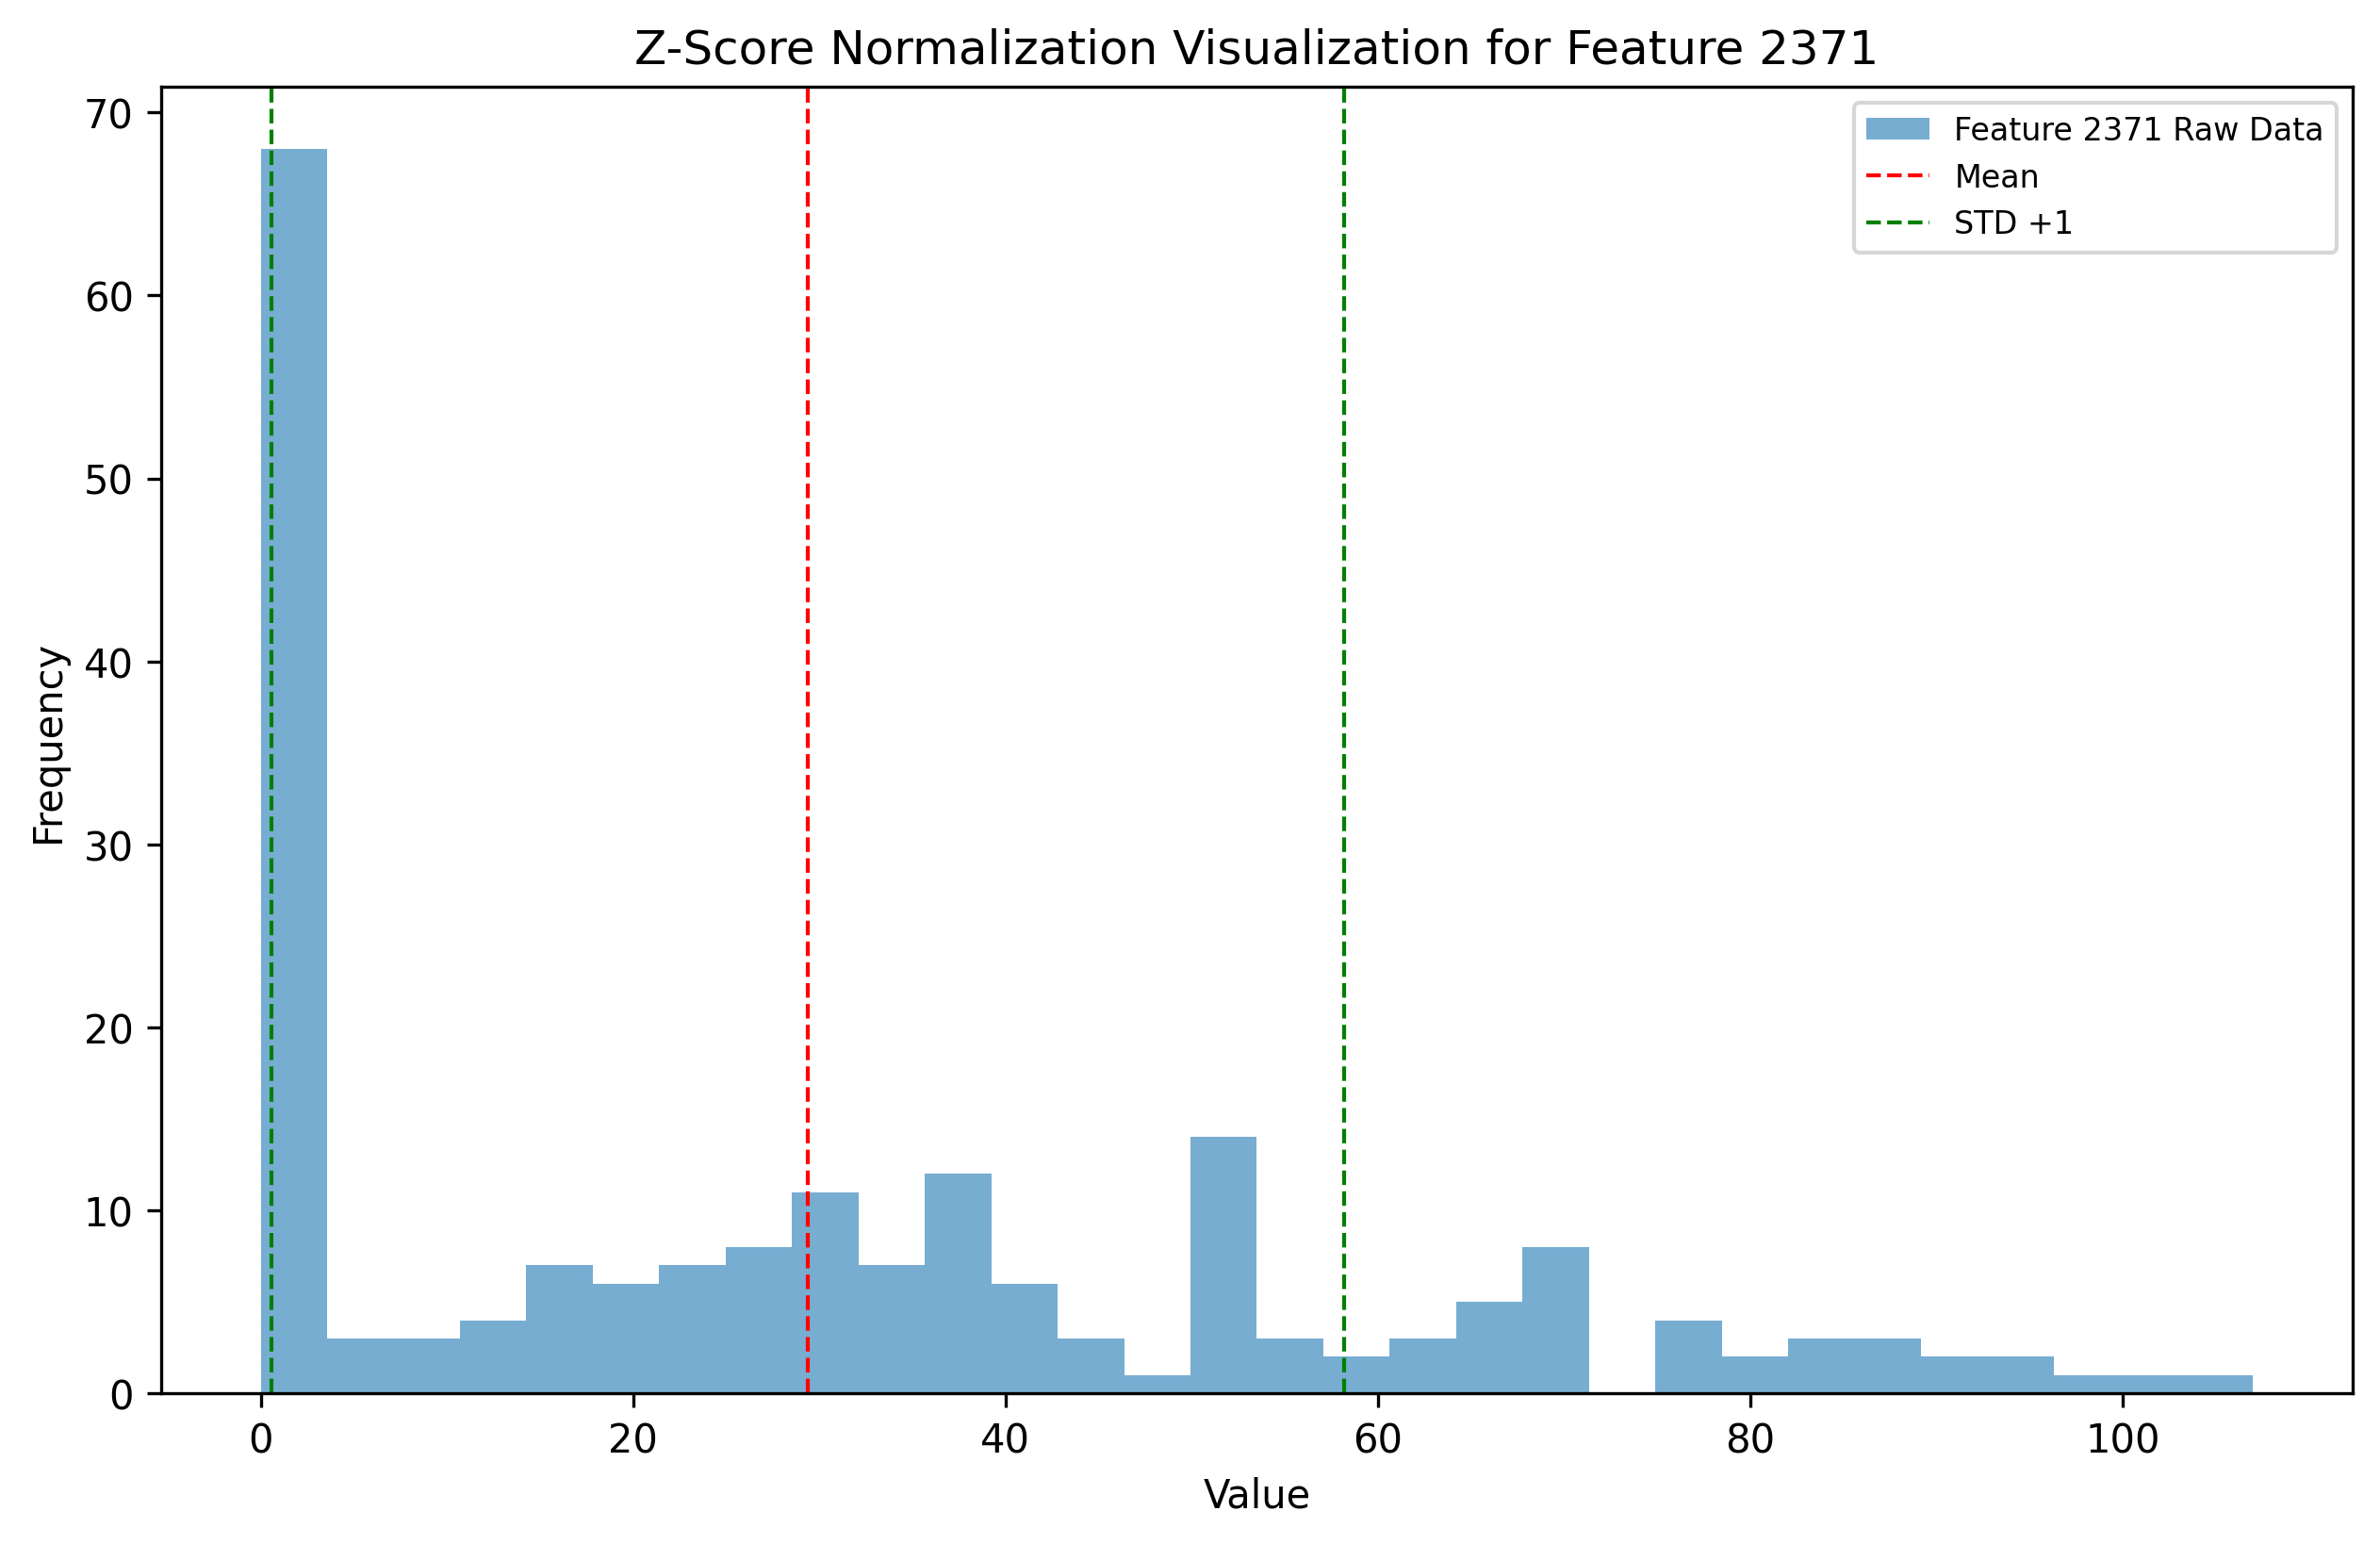 Z-Score Normalization Visualization for Feature 2371
Feature 2371 Raw Data
Mean
STD +1
70
60
50
40
30
20
10
0
Frequency
0 20 40 60 80 100
Value